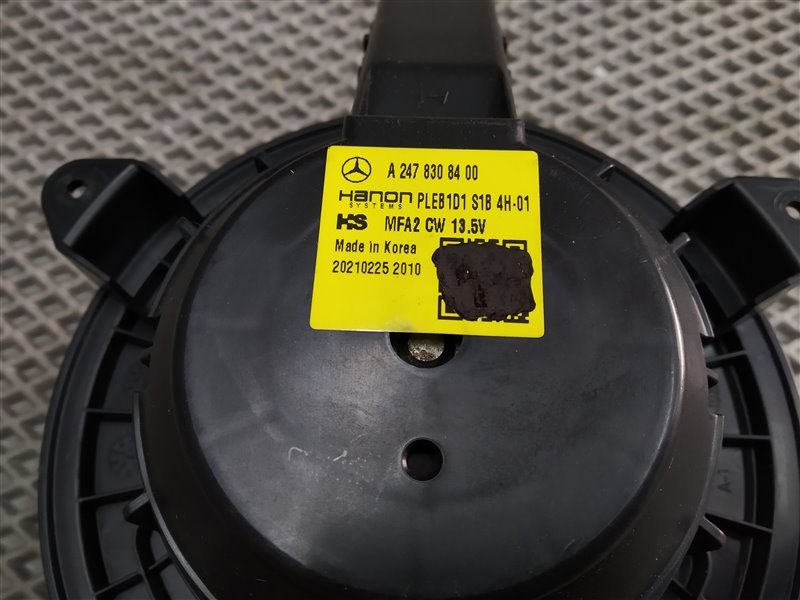 A 247 830 84 00
Hanon PLEB1D1 S1B 4H-01
SYSTEMS
HS MFA2 CW 13.5V
Made in Korea
20210225 2010
A-1